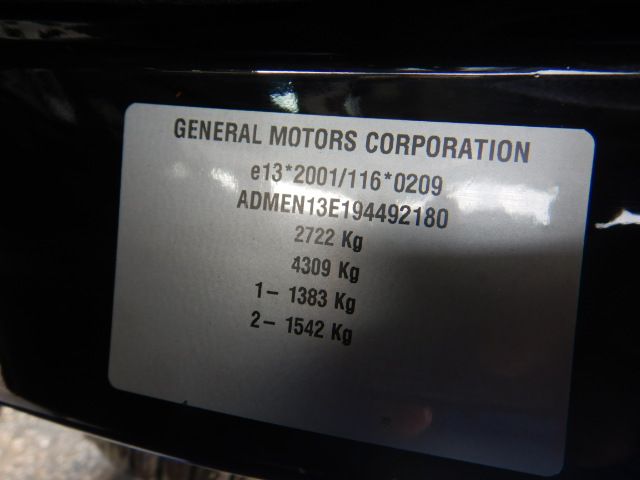 GENERAL MOTORS CORPORATION
e13*2001/116*0209
ADMEN13E194492180
2722 Kg
4309 Kg
1- 1383 Kg
2- 1542 Kg